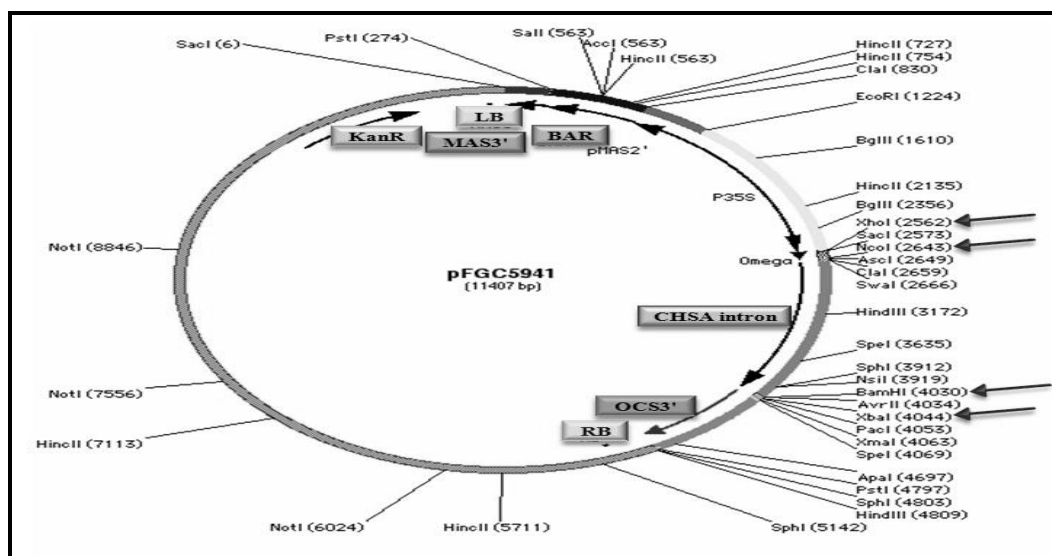 SacI (6)
PstI (274)
SalI (563)
AccI (563)
HincII (563)
HincII (727)
HincII (754)
ClaI (830)
EcoRI (1224)
BglII (1610)
HincII (2135)
BglII (2356)
XhoI (2562)
SacI (2573)
NcoI (2643)
AscI (2649)
ClaI (2659)
SwaI (2666)
HindIII (3172)
SpeI (3635)
SphI (3912)
NsiI (3919)
BamHI (4030)
AvrII (4034)
XbaI (4044)
PacI (4053)
XmaI (4063)
SpeI (4069)
ApaI (4697)
PstI (4797)
SphI (4803)
HindIII (4809)
SphI (5142)
HincII (5711)
NotI (6024)
HincII (7113)
NotI (7556)
NotI (8846)
KanR
LB
MAS3'
BAR
pMAS2'
P35S
Omega
pFGC5941
(11407 bp)
CHSA intron
OCS3'
RB